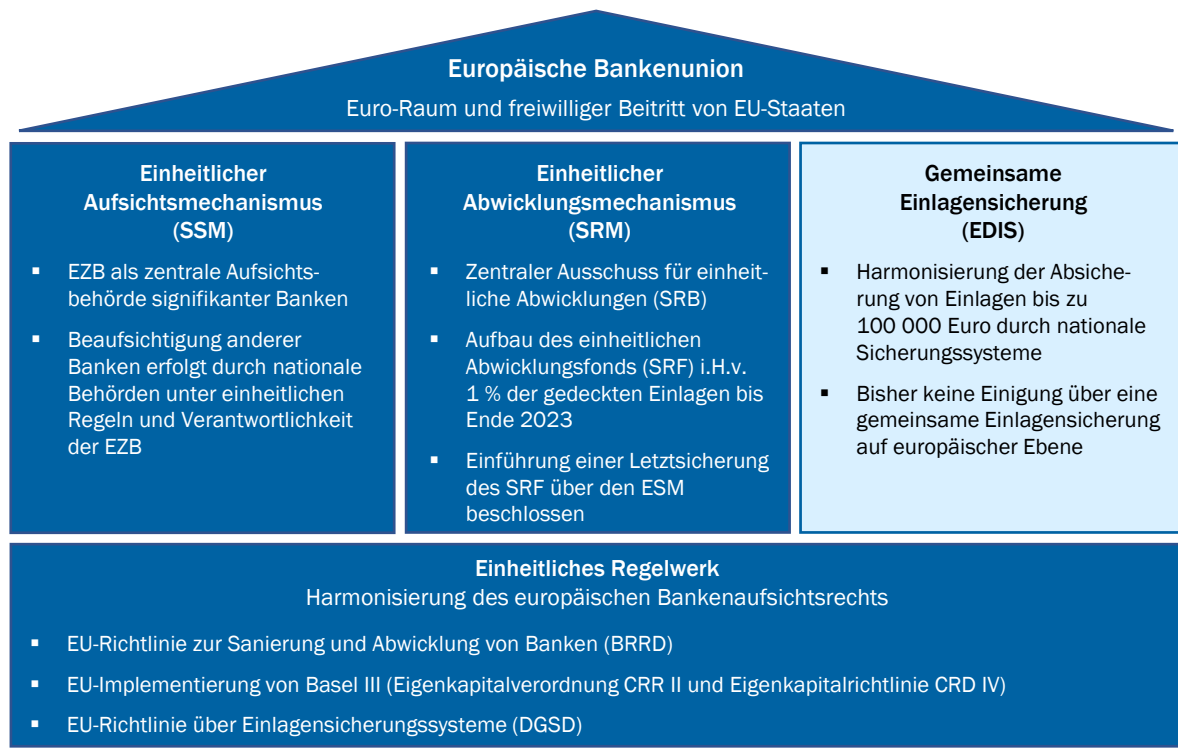 Europäische Bankenunion
Euro-Raum und freiwilliger Beitritt von EU-Staaten
Einheitlicher
Aufsichtsmechanismus
(SSM)
▪ EZB als zentrale Aufsichts-
behörde signifikanter Banken
▪ Beaufsichtigung anderer
Banken erfolgt durch nationale
Behörden unter einheitlichen
Regeln und Verantwortlichkeit
der EZB
Einheitlicher
Abwicklungsmechanismus
(SRM)
▪ Zentraler Ausschuss für einheit-
liche Abwicklungen (SRB)
▪ Aufbau des einheitlichen
Abwicklungsfonds (SRF) i.H.v.
1 % der gedeckten Einlagen bis
Ende 2023
▪ Einführung einer Letztsicherung
des SRF über den ESM
beschlossen
Gemeinsame
Einlagensicherung
(EDIS)
▪ Harmonisierung der Absiche-
rung von Einlagen bis zu
100 000 Euro durch nationale
Sicherungssysteme
▪ Bisher keine Einigung über eine
gemeinsame Einlagensicherung
auf europäischer Ebene
Einheitliches Regelwerk
Harmonisierung des europäischen Bankenaufsichtsrechts
▪ EU-Richtlinie zur Sanierung und Abwicklung von Banken (BRRD)
▪ EU-Implementierung von Basel III (Eigenkapitalverordnung CRR II und Eigenkapitalrichtlinie CRD IV)
▪ EU-Richtlinie über Einlagensicherungssysteme (DGSD)